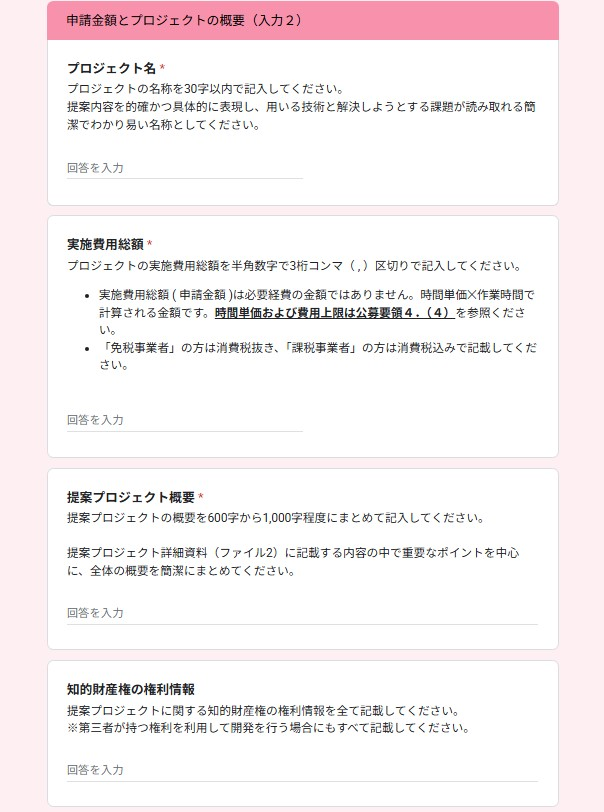 申請金額とプロジェクトの概要（入力２）
プロジェクト名 *
プロジェクトの名称を30字以内で記入してください。
提案内容を的確かつ具体的に表現し、用いる技術と解決しようとする課題が読み取れる簡
潔でわかり易い名称としてください。
回答を入力
実施費用総額 *
プロジェクトの実施費用総額を半角数字で3桁コンマ（ , ）区切りで記入してください。
• 実施費用総額 ( 申請金額 )は必要経費の金額ではありません。時間単価×作業時間で
計算される金額です。時間単価および費用上限は公募要領４．（４）を参照くださ
い。
• 「免税事業者」の方は消費税抜き、「課税事業者」の方は消費税込みで記載してくだ
さい。
回答を入力
提案プロジェクト概要 *
提案プロジェクトの概要を600字から1,000字程度にまとめて記入してください。
提案プロジェクト詳細資料（ファイル2）に記載する内容の中で重要なポイントを中心
に、全体の概要を簡潔にまとめてください。
回答を入力
知的財産権の権利情報
提案プロジェクトに関する知的財産権の権利情報を全て記載してください。
※第三者が持つ権利を利用して開発を行う場合にもすべて記載してください。
回答を入力